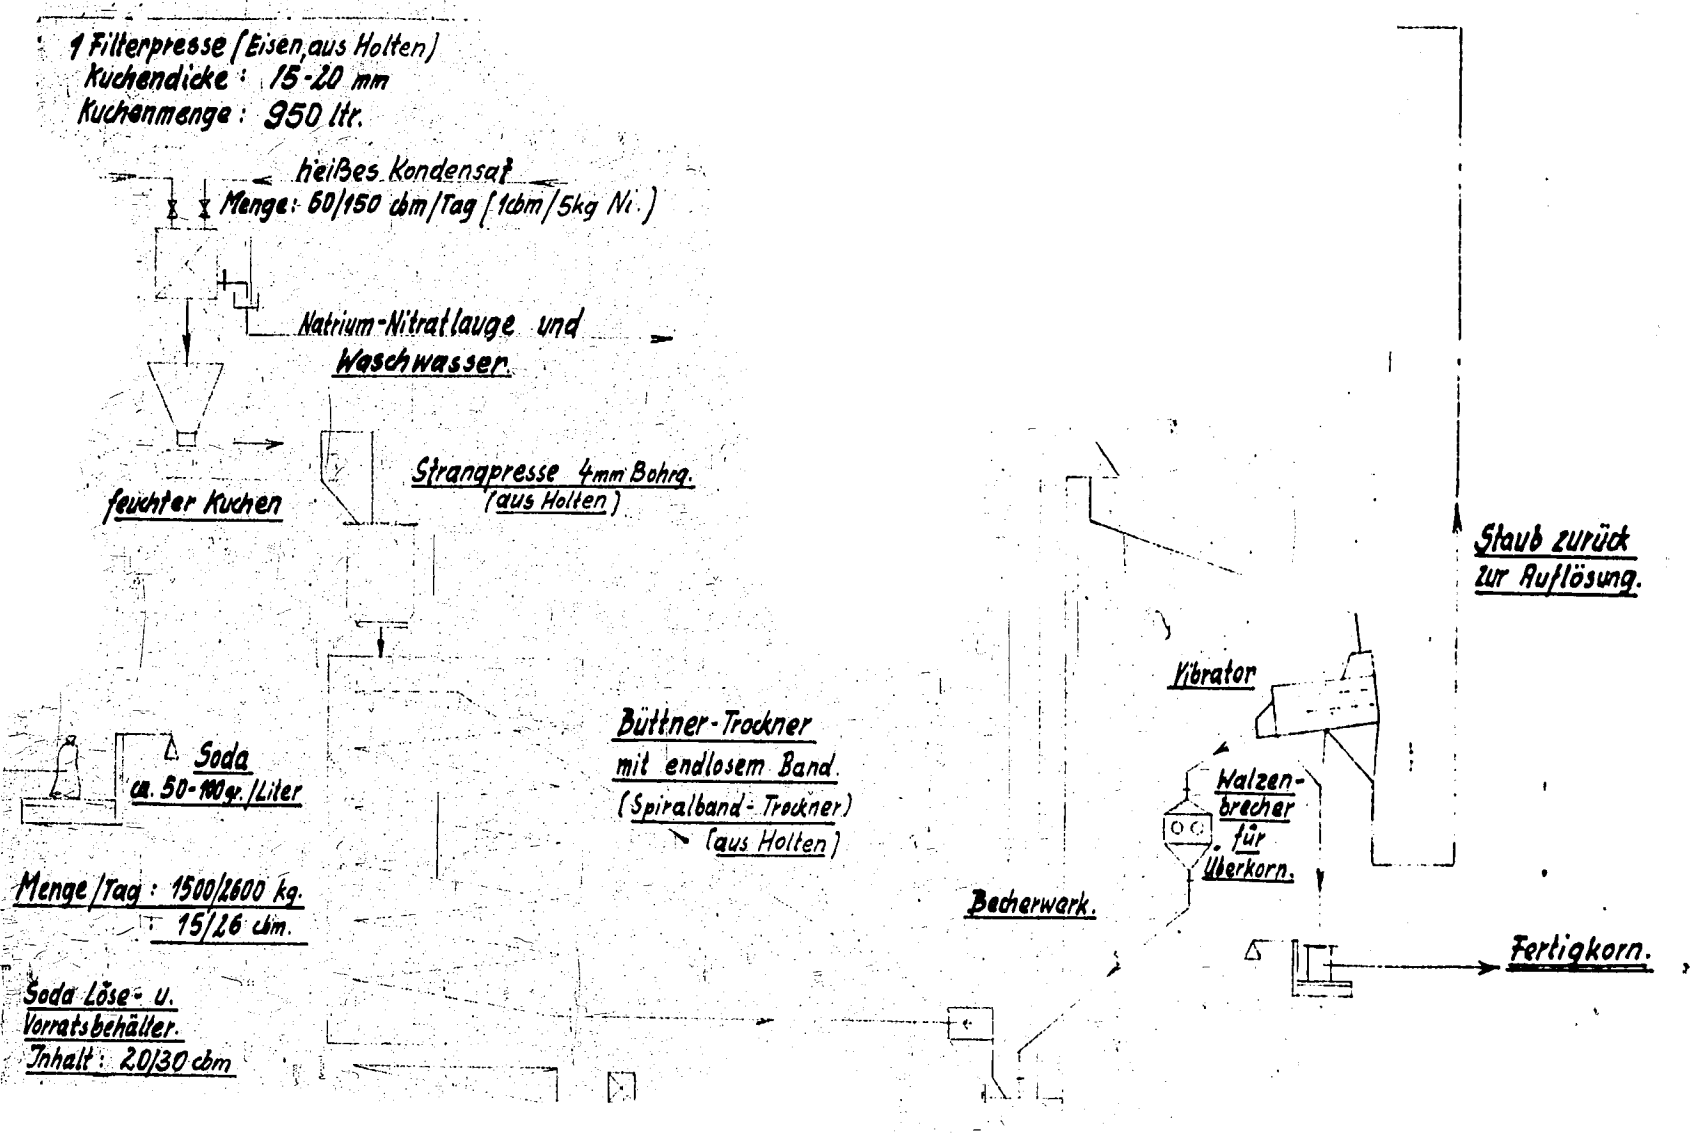 1 Filterpresse (Eisen, aus Holten)
Kuchendicke: 15-20 mm
Kuchenmenge: 950 ltr.
heißes Kondensat
Menge: 60/150 cbm/Tag (1cbm/5kg Ni.)
Natrium-Nitratlauge und
Waschwasser.
feuchter Kuchen
Strangpresse 4mm Bohrg.
(aus Holten)
Staub zurück
zur Auflösung.
Vibrator
Büttner-Trockner
mit endlosem Band.
(Spiralband-Trockner)
(aus Holten)
Soda
ca. 50-100gr./Liter
Walzen-
brecher
für
Überkorn.
Menge/Tag: 1500/2600 kg.
: 15/26 cbm.
Becherwerk.
Fertigkorn.
Soda Löse- u.
Vorratsbehälter.
Inhalt: 20/30 cbm